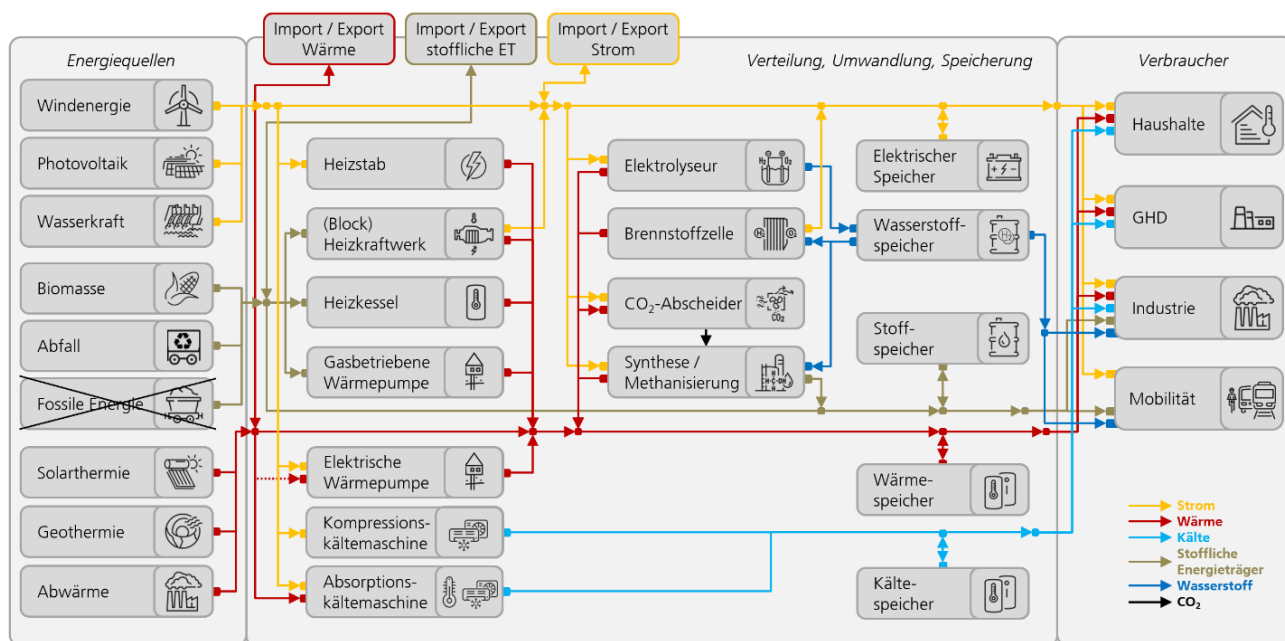 Import / Export
Wärme
Import / Export
stoffliche ET
Import / Export
Strom
Energiequellen
Verteilung, Umwandlung, Speicherung
Verbraucher
Windenergie
Photovoltaik
Wasserkraft
Biomasse
Abfall
Fossile Energie
Solarthermie
Geothermie
Abwärme
Heizstab
(Block)
Heizkraftwerk
Heizkessel
Gasbetriebene
Wärmepumpe
Elektrische
Wärmepumpe
Kompressions-
kältemaschine
Absorptions-
kältemaschine
Elektrolyseur
H₂ O₂
Brennstoffzelle
CO₂-Abscheider
CO₂
Synthese /
Methanisierung
Elektrischer
Speicher
Wasserstoff-
speicher
H₂
Stoff-
speicher
Wärme-
speicher
Kälte-
speicher
Haushalte
GHD
Industrie
Mobilität
Strom
Wärme
Kälte
Stoffliche
Energieträger
Wasserstoff
CO₂